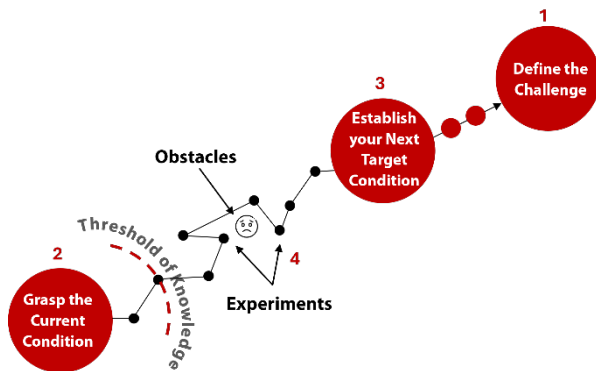 1
Define the
Challenge
3
Establish
your Next
Target
Condition
Obstacles
4
Experiments
Threshold of Knowledge
2
Grasp the
Current
Condition